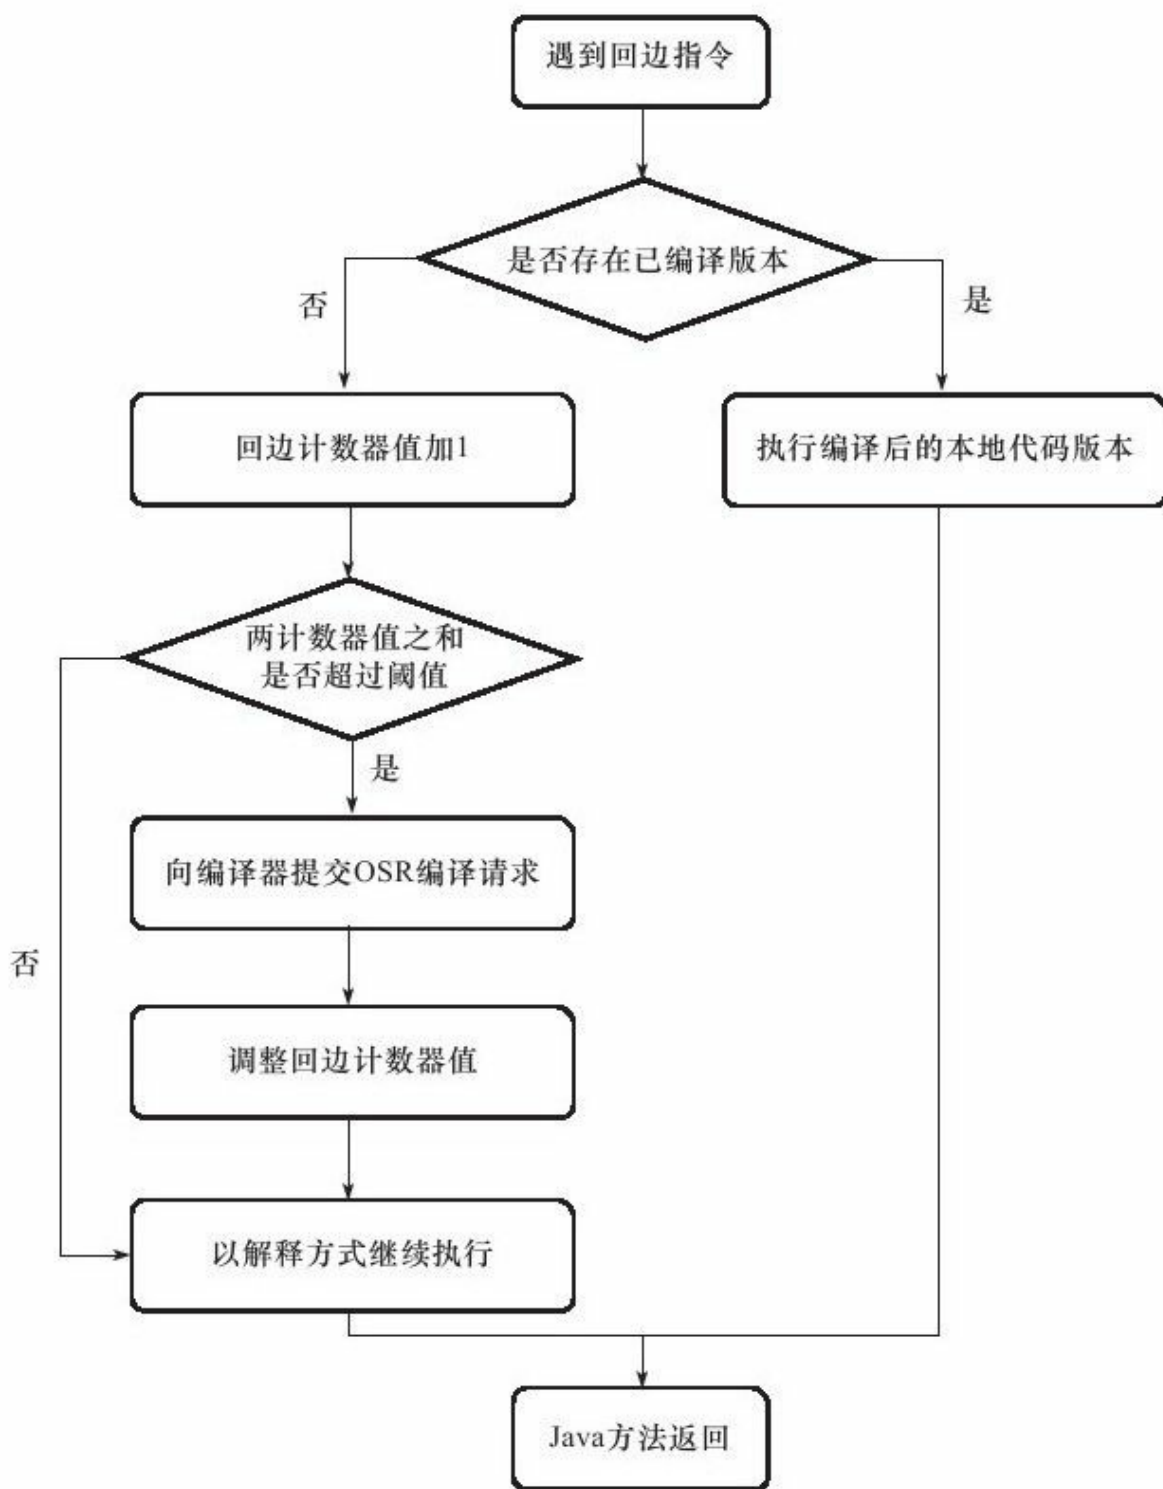 遇到回边指令
是否存在已编译版本
否
是
回边计数器值加1
执行编译后的本地代码版本
两计数器值之和
是否超过阈值
是
向编译器提交OSR编译请求
否
调整回边计数器值
以解释方式继续执行
Java方法返回